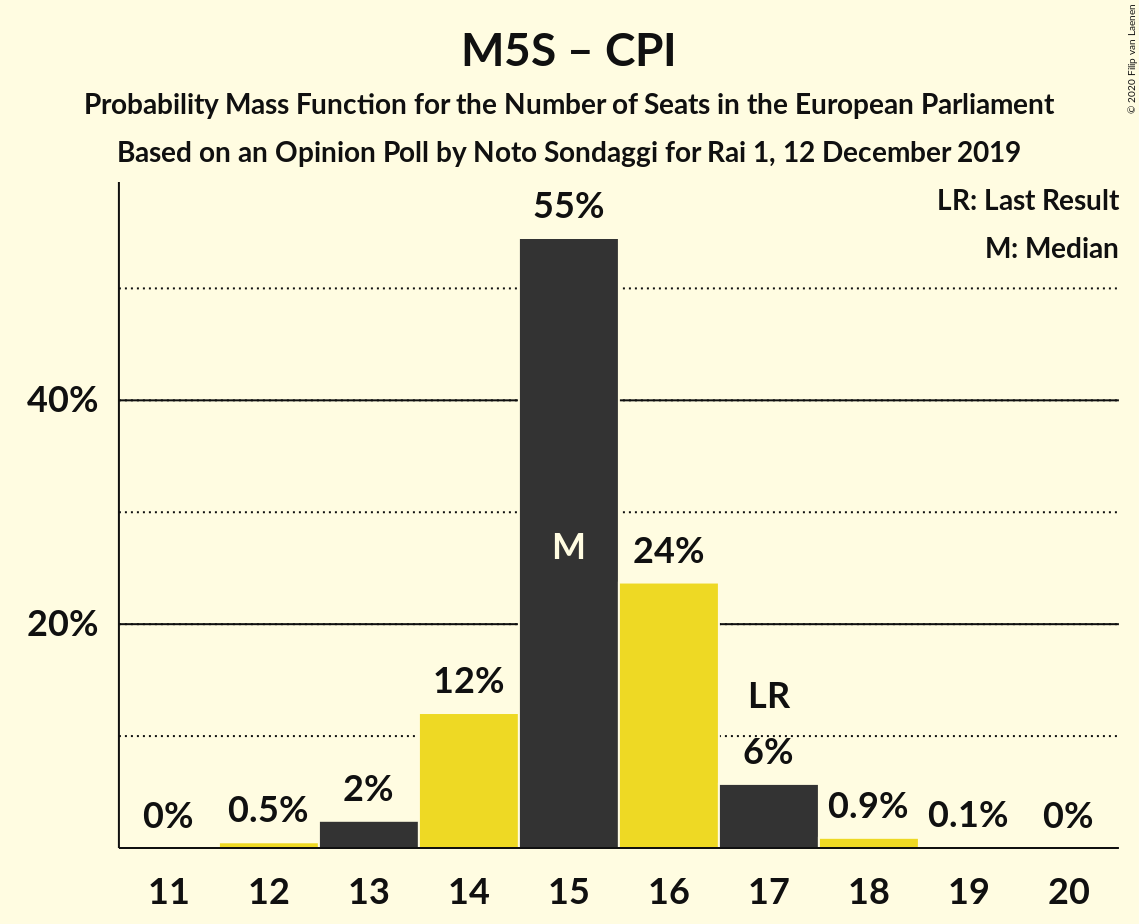 M5S – CPI
Probability Mass Function for the Number of Seats in the European Parliament
Based on an Opinion Poll by Noto Sondaggi for Rai 1, 12 December 2019
© 2020 Filip van Laenen
LR: Last Result
M: Median
55%
40%
M
24%
20%
12%
LR
6%
2%
0%
0.5%
0.9%
0.1%
0%
11 12 13 14 15 16 17 18 19 20